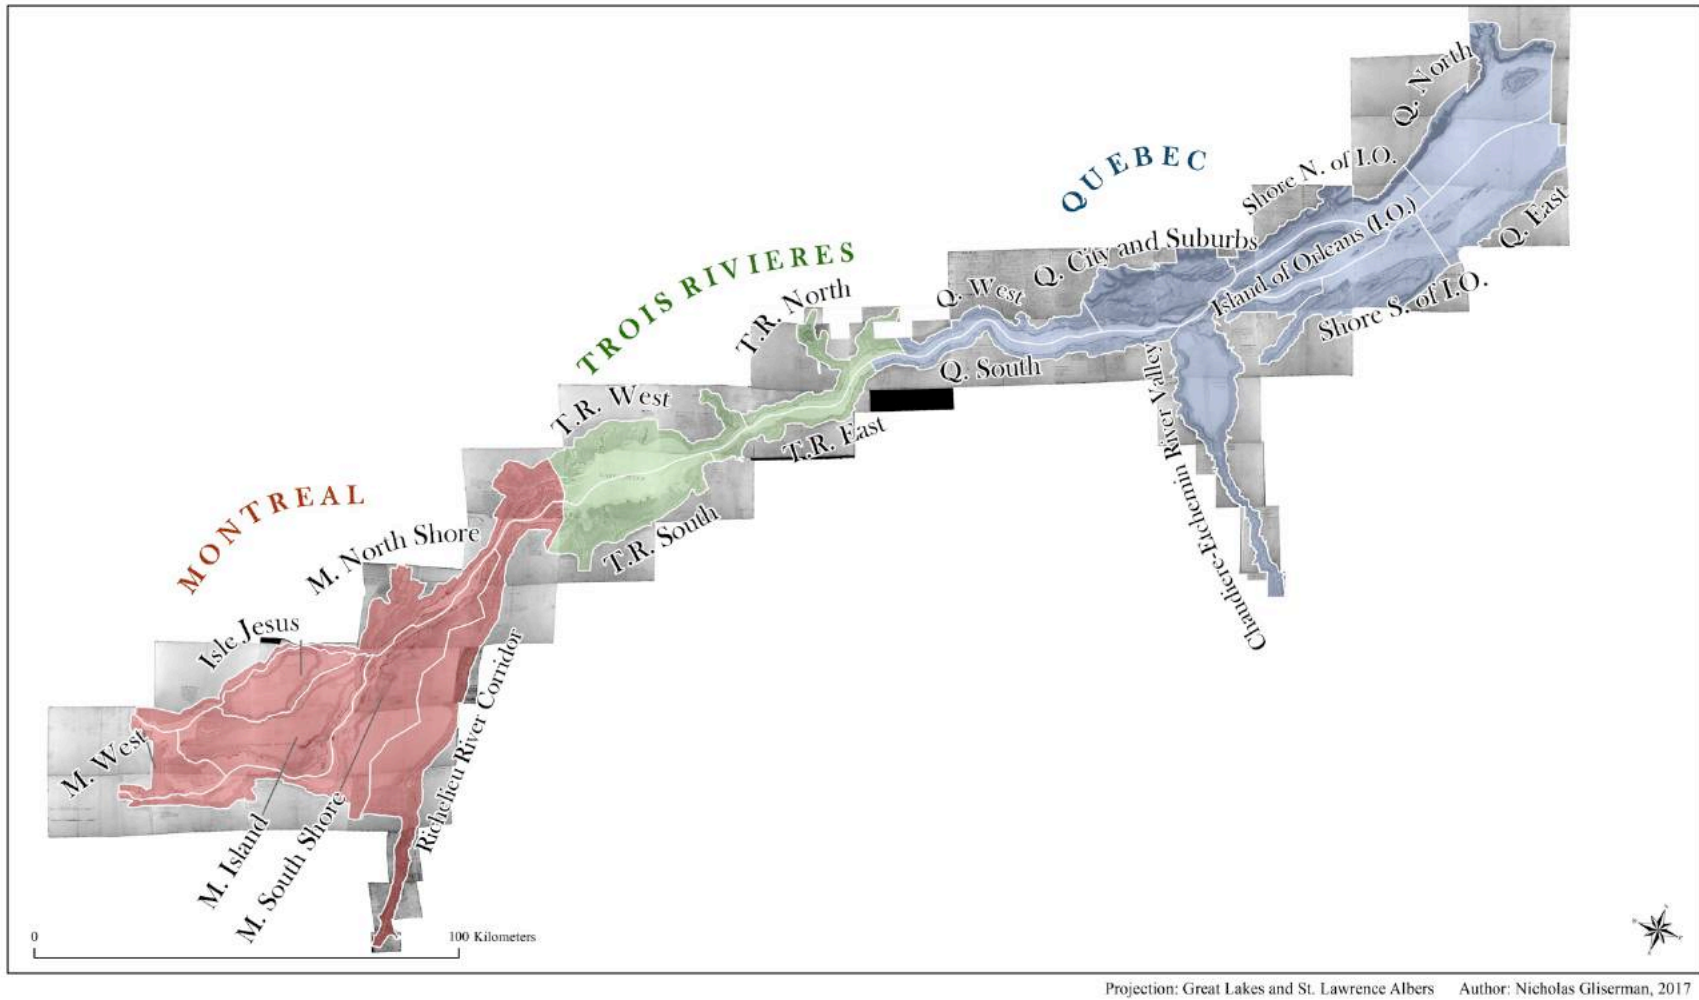 Q. North
QUEBEC
Shore N. of I.O.
Q. East
Q. City and Suburbs
Island of Orleans (I.O.)
TROIS RIVIERES
T.R. North
Q. West
Shore S. of I.O.
Q. South
T.R. West
T.R. East
Chaudiere-Etchemin River Valley
MONTREAL
M. North Shore
T.R. South
Isle Jesus
Richelieu River Corridor
M. West
M. Island
M. South Shore
0
100 Kilometers
Projection: Great Lakes and St. Lawrence Albers
Author: Nicholas Gliserman, 2017